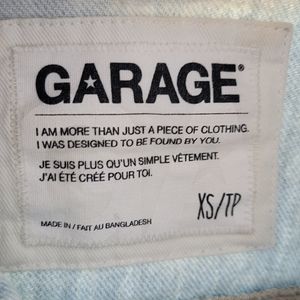 GARAGE®
I AM MORE THAN JUST A PIECE OF CLOTHING.
I WAS DESIGNED TO BE FOUND BY YOU.
JE SUIS PLUS QU'UN SIMPLE VÊTEMENT.
J'AI ÉTÉ CRÉÉ POUR TOI.
XS/TP
MADE IN / FAIT AU BANGLADESH